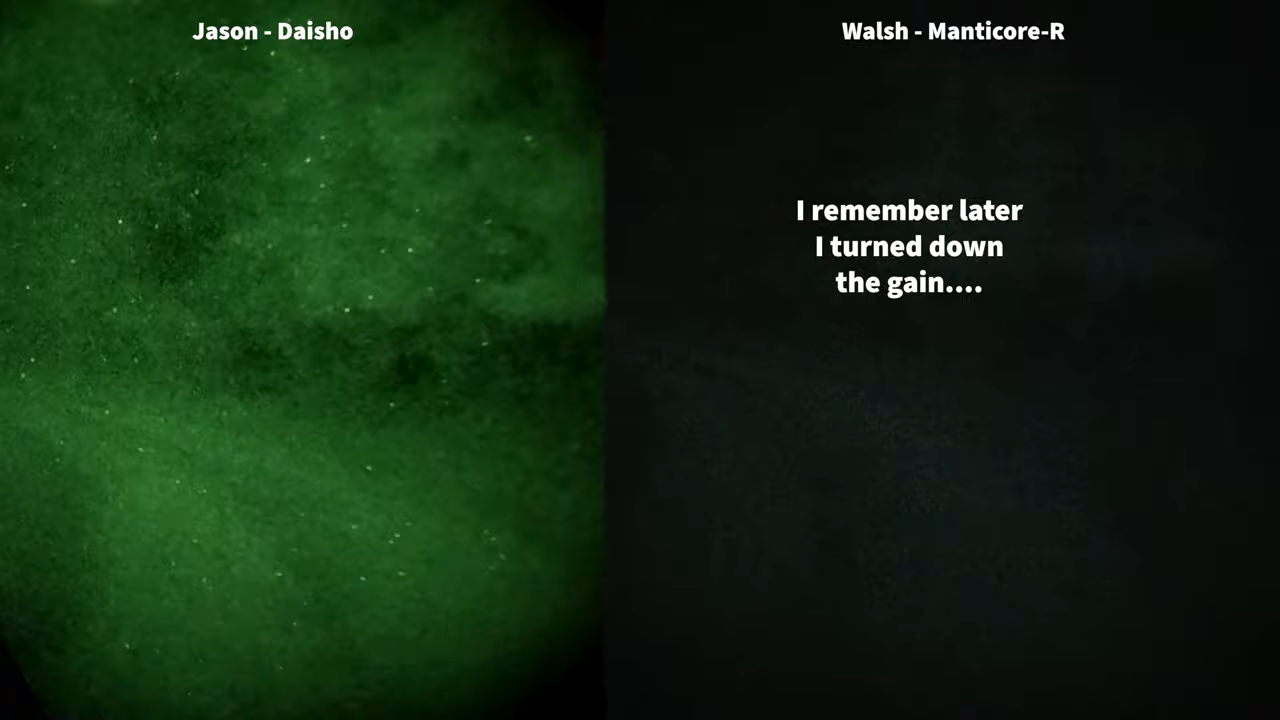 Jason - Daisho
Walsh - Manticore-R
I remember later
I turned down
the gain....